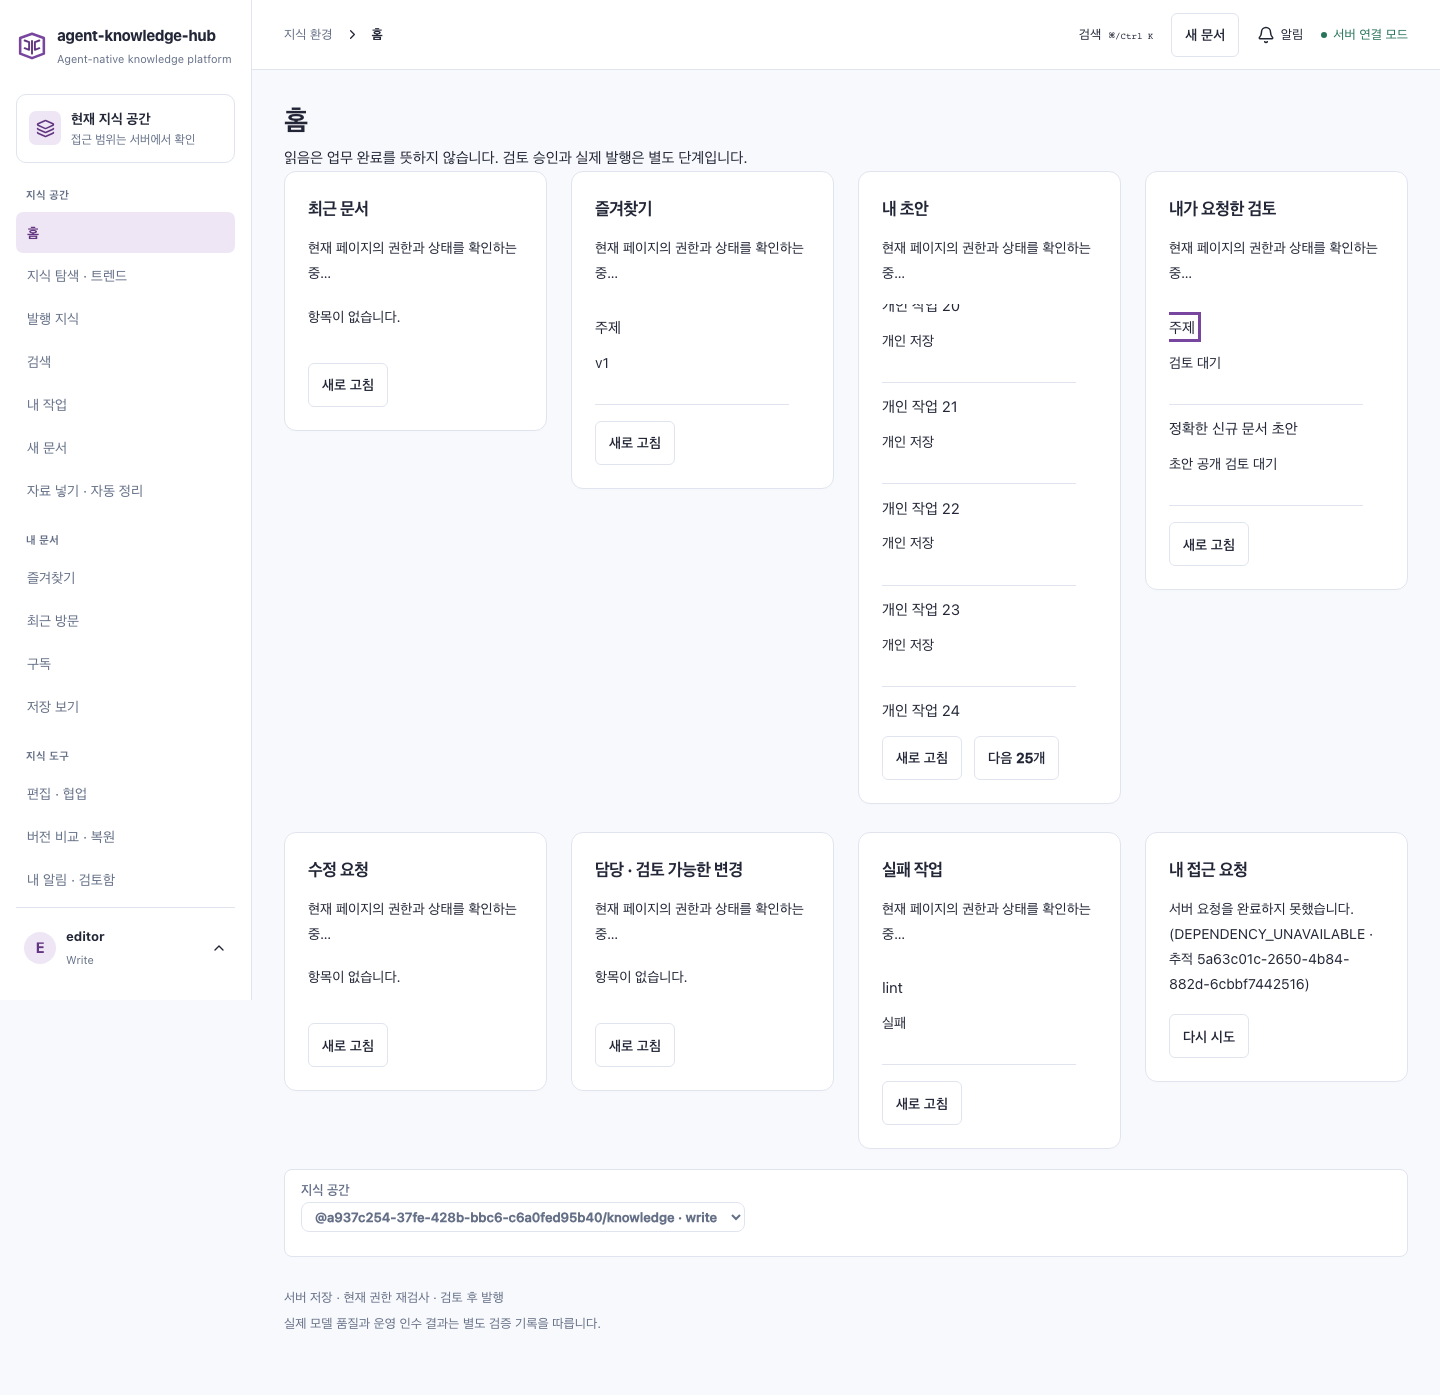 agent-knowledge-hub
Agent-native knowledge platform
현재 지식 공간
접근 범위는 서버에서 확인
지식 공간
홈
지식 탐색 · 트렌드
발행 지식
검색
내 작업
새 문서
자료 넣기 · 자동 정리
내 문서
즐겨찾기
최근 방문
구독
저장 보기
지식 도구
편집 · 협업
버전 비교 · 복원
내 알림 · 검토함
E
editor
Write
지식 환경
홈
검색 ⌘/Ctrl K
새 문서
알림
서버 연결 모드
홈
읽음은 업무 완료를 뜻하지 않습니다. 검토 승인과 실제 발행은 별도 단계입니다.
최근 문서
현재 페이지의 권한과 상태를 확인하는
중...
항목이 없습니다.
새로 고침
즐겨찾기
현재 페이지의 권한과 상태를 확인하는
중...
주제
v1
새로 고침
내 초안
현재 페이지의 권한과 상태를 확인하는
중...
개인 작업 20
개인 저장
개인 작업 21
개인 저장
개인 작업 22
개인 저장
개인 작업 23
개인 저장
개인 작업 24
새로 고침
다음 25개
내가 요청한 검토
현재 페이지의 권한과 상태를 확인하는
중...
주제
검토 대기
정확한 신규 문서 초안
초안 공개 검토 대기
새로 고침
수정 요청
현재 페이지의 권한과 상태를 확인하는
중...
항목이 없습니다.
새로 고침
담당 · 검토 가능한 변경
현재 페이지의 권한과 상태를 확인하는
중...
항목이 없습니다.
새로 고침
실패 작업
현재 페이지의 권한과 상태를 확인하는
중...
lint
실패
새로 고침
내 접근 요청
서버 요청을 완료하지 못했습니다.
(DEPENDENCY_UNAVAILABLE ·
추적 5a63c01c-2650-4b84-
882d-6cbbf7442516)
다시 시도
지식 공간
@a937c254-37fe-428b-bbc6-c6a0fed95b40/knowledge · write
서버 저장 · 현재 권한 재검사 · 검토 후 발행
실제 모델 품질과 운영 인수 결과는 별도 검증 기록을 따릅니다.